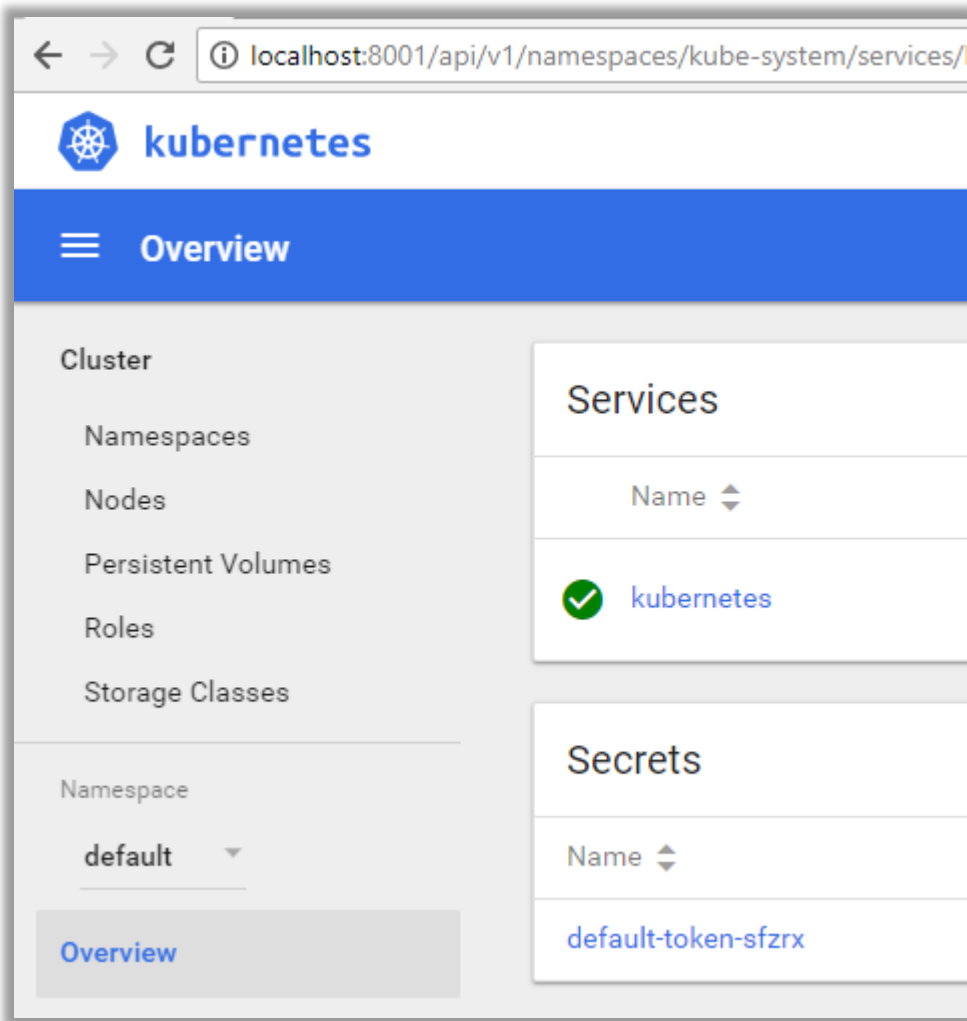 localhost:8001/api/v1/namespaces/kube-system/services/
kubernetes
Overview
Cluster
Namespaces
Nodes
Persistent Volumes
Roles
Storage Classes
Namespace
default
Overview
Services
Name
kubernetes
Secrets
Name
default-token-sfzrx